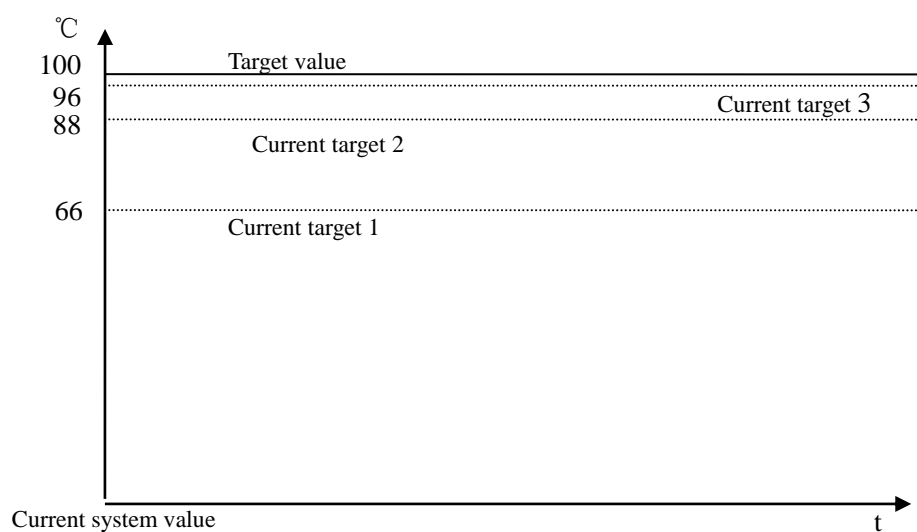 ℃
100
Target value
96
Current target 3
88
Current target 2
66
Current target 1
Current system value
t